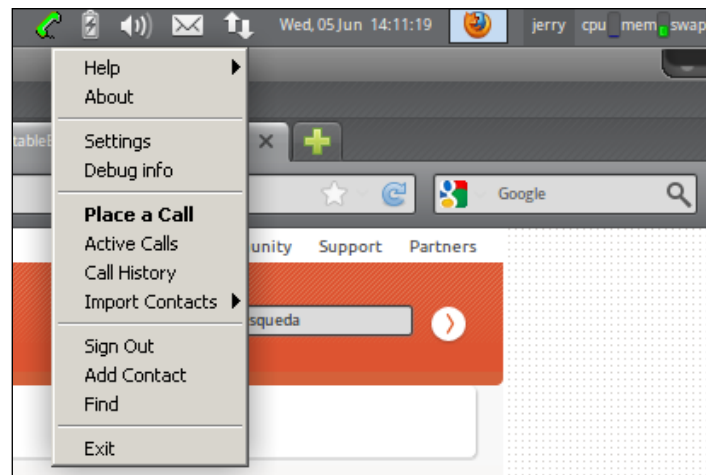 Wed, 05 Jun 14:11:19 jerry cpu mem swap
Help
About
Settings
Debug info
Google
Place a Call
Active Calls
unity Support Partners
Call History
Import Contacts
squeda
Sign Out
Add Contact
Find
Exit